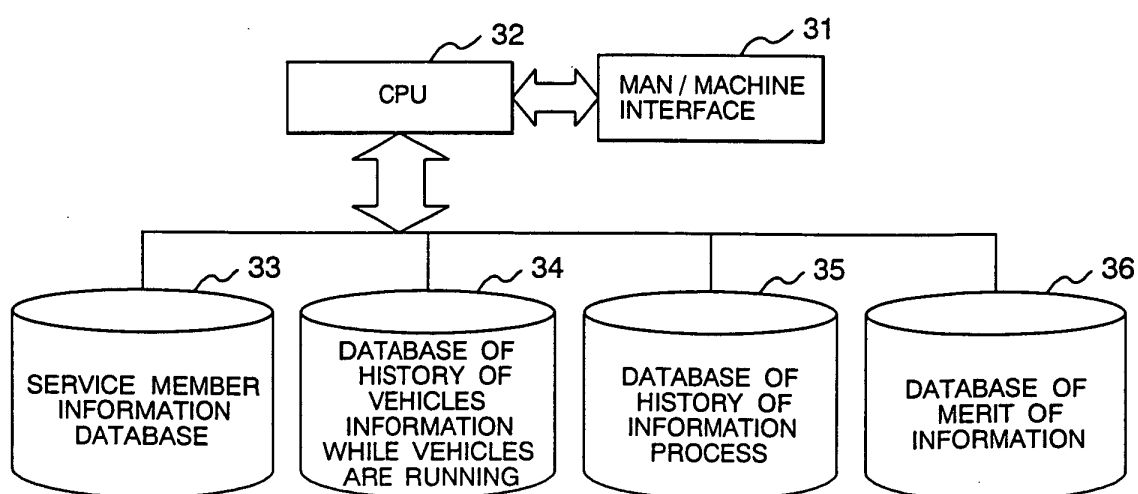 32
31
CPU
MAN / MACHINE
INTERFACE
33
34
35
36
SERVICE MEMBER
INFORMATION
DATABASE
DATABASE OF
HISTORY OF
VEHICLES
INFORMATION
WHILE VEHICLES
ARE RUNNING
DATABASE OF
HISTORY OF
INFORMATION
PROCESS
DATABASE OF
MERIT OF
INFORMATION